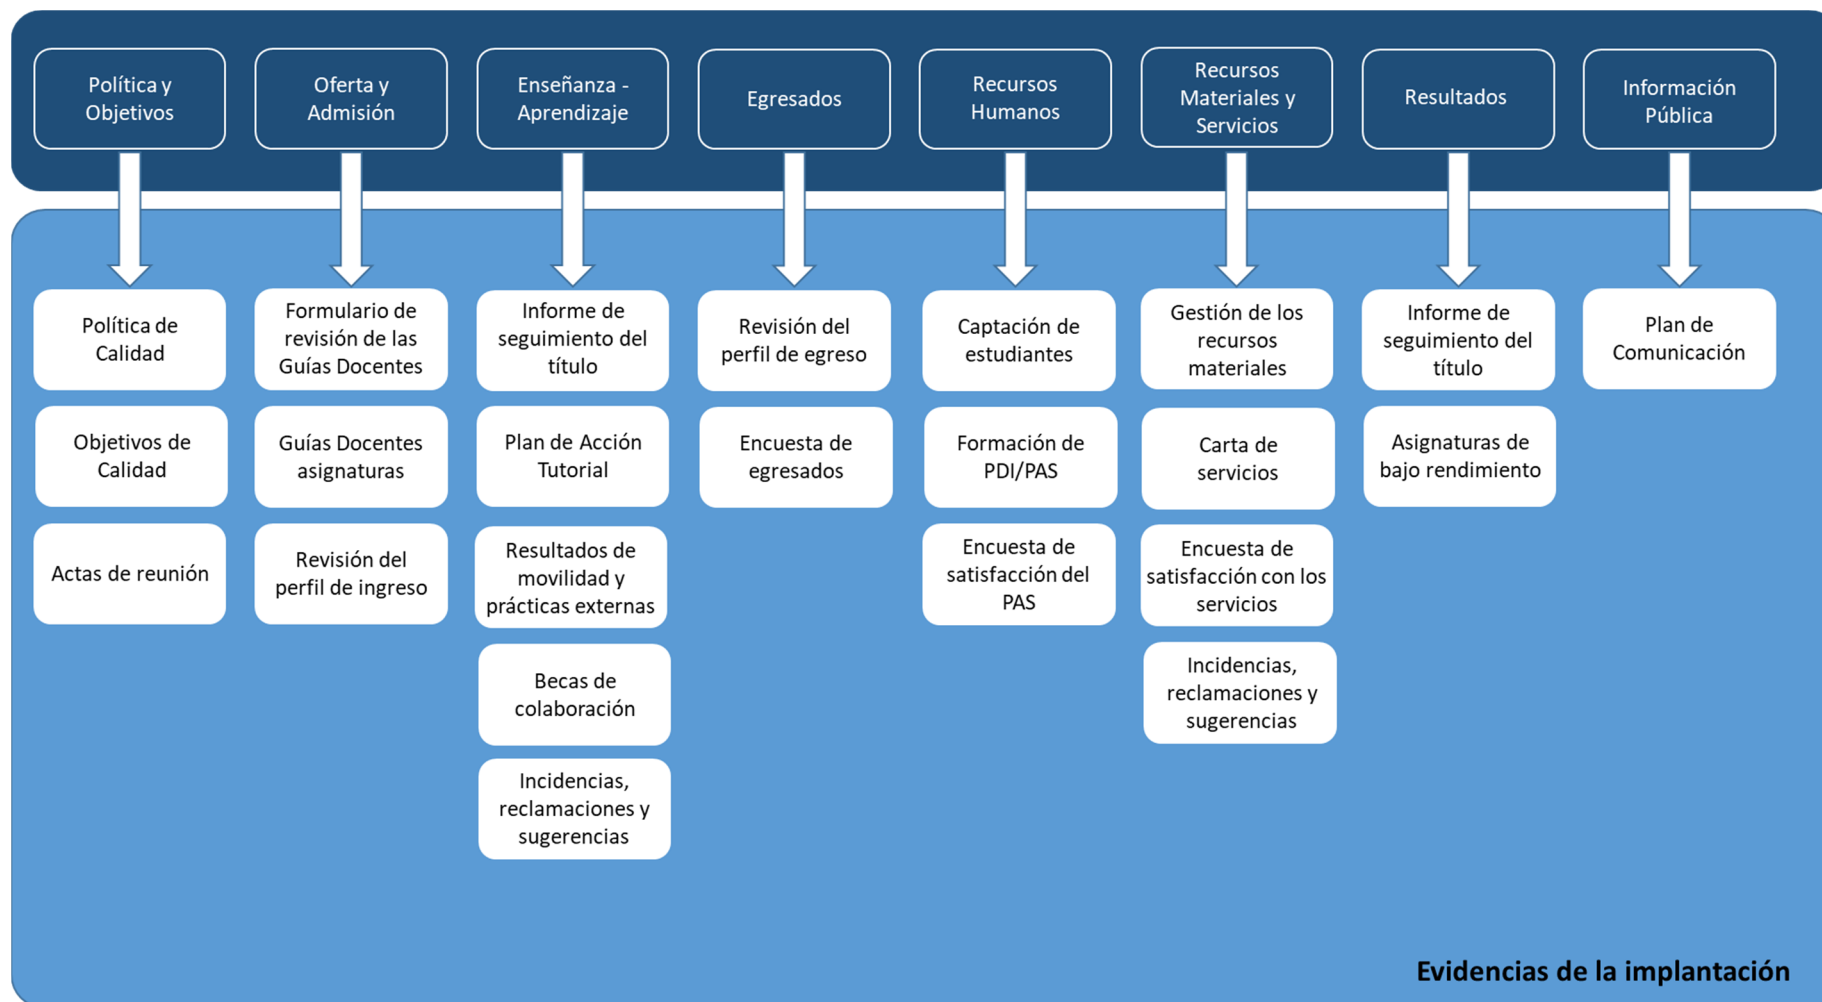 Política y
Objetivos
Oferta y
Admisión
Enseñanza -
Aprendizaje
Egresados
Recursos
Humanos
Recursos
Materiales y
Servicios
Resultados
Información
Pública
Política de
Calidad
Objetivos de
Calidad
Actas de reunión
Formulario de
revisión de las
Guías Docentes
Guías Docentes
asignaturas
Revisión del
perfil de ingreso
Informe de
seguimiento del
título
Plan de Acción
Tutorial
Resultados de
movilidad y
prácticas externas
Becas de
colaboración
Incidencias,
reclamaciones y
sugerencias
Revisión del
perfil de egreso
Encuesta de
egresados
Captación de
estudiantes
Formación de
PDI/PAS
Encuesta de
satisfacción del
PAS
Gestión de los
recursos
materiales
Carta de
servicios
Encuesta de
satisfacción con los
servicios
Incidencias,
reclamaciones y
sugerencias
Informe de
seguimiento del
título
Asignaturas de
bajo rendimiento
Plan de
Comunicación
Evidencias de la implantación